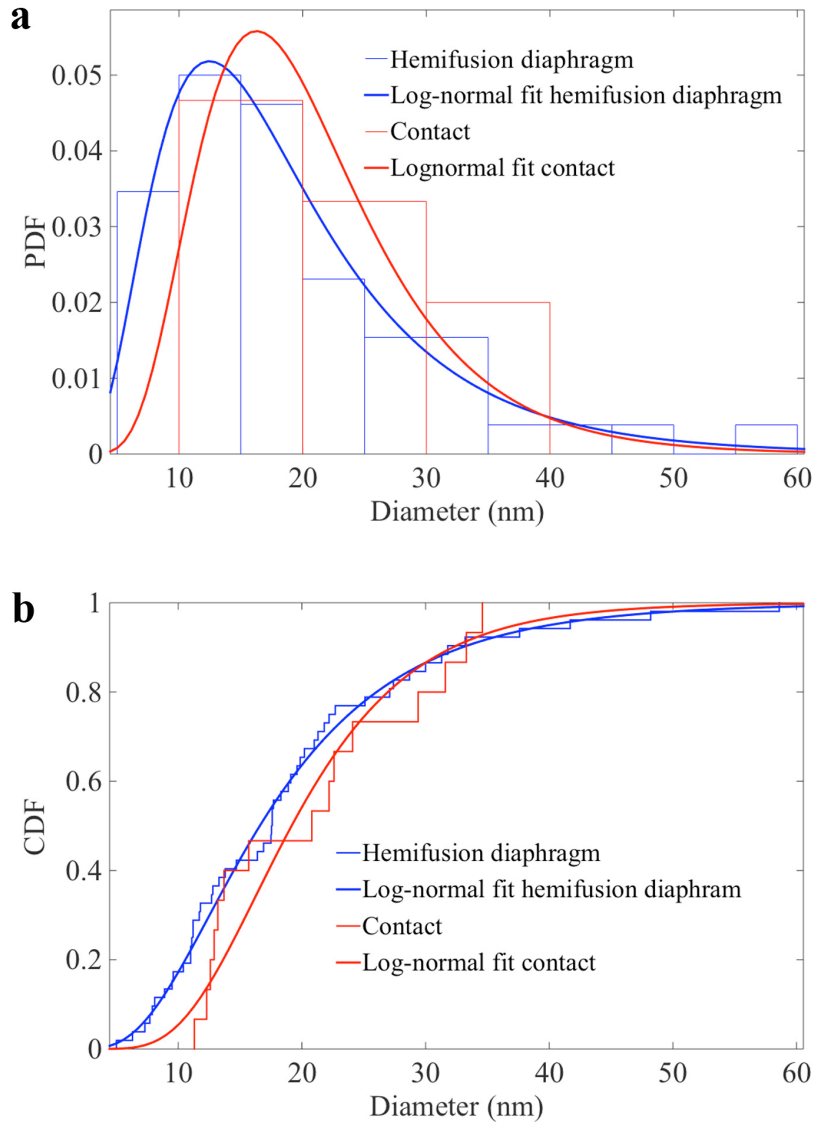 a
0.05
0.04
0.03
0.02
0.01
0
PDF
Hemifusion diaphragm
Log-normal fit hemifusion diaphragm
Contact
Lognormal fit contact
10 20 30 40 50 60
Diameter (nm)
b
1
0.8
0.6
0.4
0.2
0
CDF
Hemifusion diaphragm
Log-normal fit hemifusion diaphram
Contact
Log-normal fit contact
10 20 30 40 50 60
Diameter (nm)